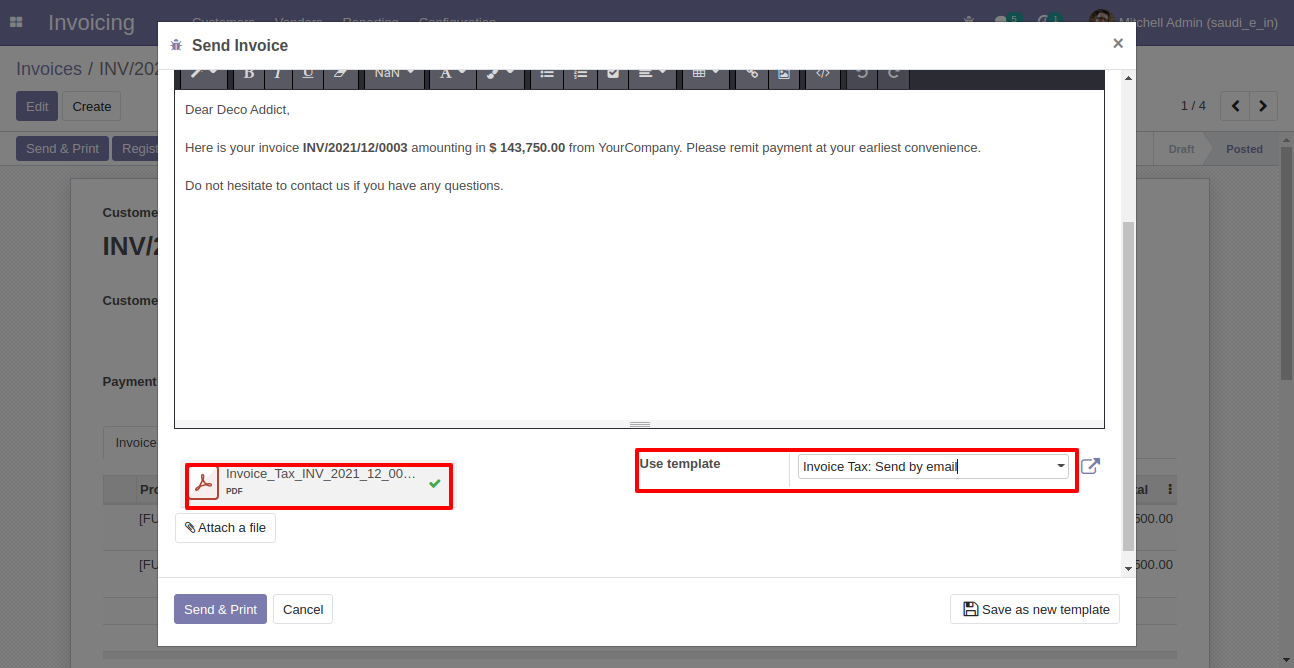 Invoicing
Customers Vendors Reporting Configuration
5 1 Mitchell Admin (saudi_e_in)
Send Invoice
×
Invoices / INV/202
Edit Create
1 / 4
Send & Print Regist
Draft Posted
B I U NaN A </>
Dear Deco Addict,
Here is your invoice INV/2021/12/0003 amounting in $ 143,750.00 from YourCompany. Please remit payment at your earliest convenience.
Do not hesitate to contact us if you have any questions.
Custome
INV/2
Custome
Payment
Invoice
Pro
[FU
[FU
al
500.00
500.00
Invoice_Tax_INV_2021_12_00...
PDF
Use template
Invoice Tax: Send by email
Attach a file
Send & Print Cancel
Save as new template